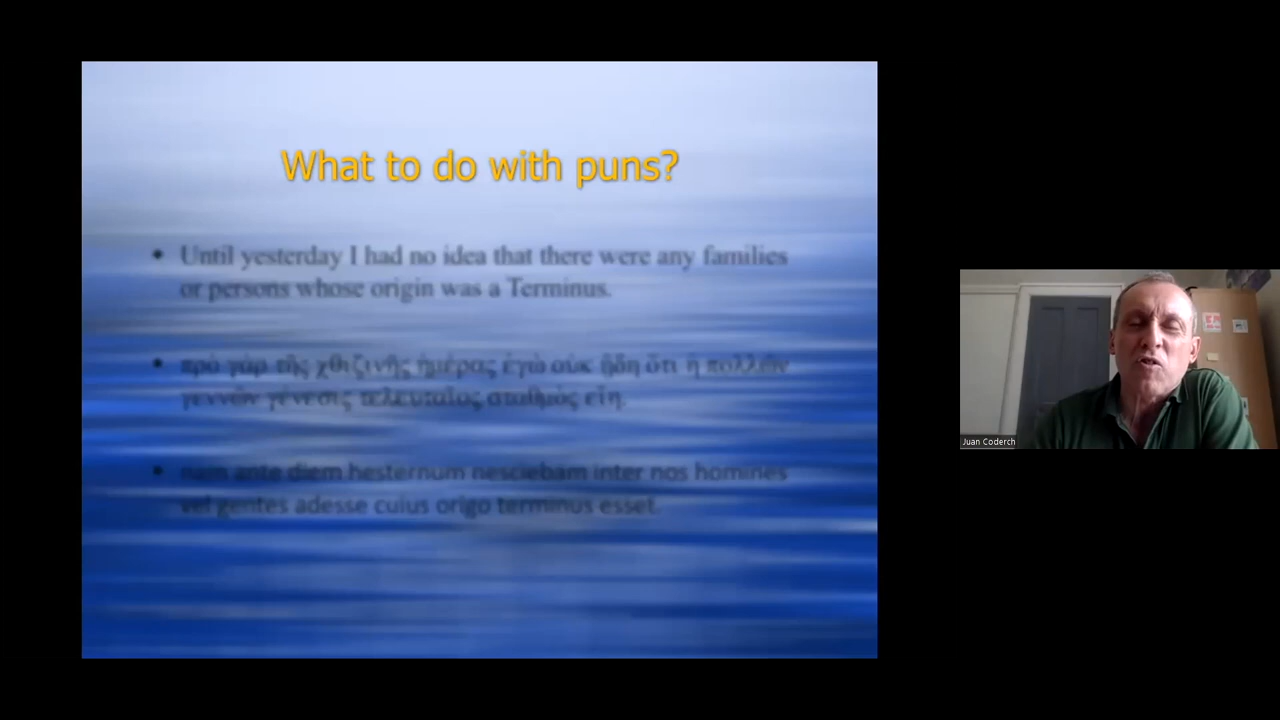 What to do with puns?
• Until yesterday I had no idea that there were any families
or persons whose origin was a Terminus.
• πρὸ γὰρ τῆς χθιζινῆς ἡμέρας ἐγὼ οὐκ ᾔδη ὅτι ἡ πολλῶν
γεννῶν γένεσις τελευταῖος σταθμὸς εἴη.
• nam ante diem hesternum nesciebam inter nos homines
vel gentes adesse cuius origo terminus esset.
Juan Coderch